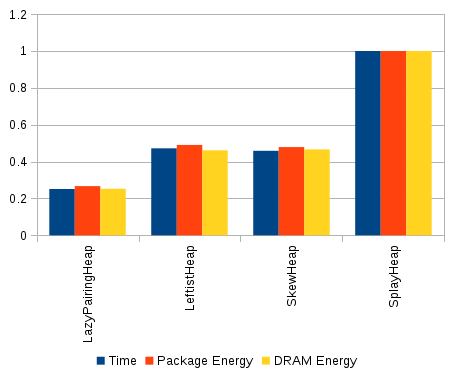 1.2
1
0.8
0.6
0.4
0.2
0
LazyPairingHeap
LeftistHeap
SkewHeap
SplayHeap
Time Package Energy DRAM Energy